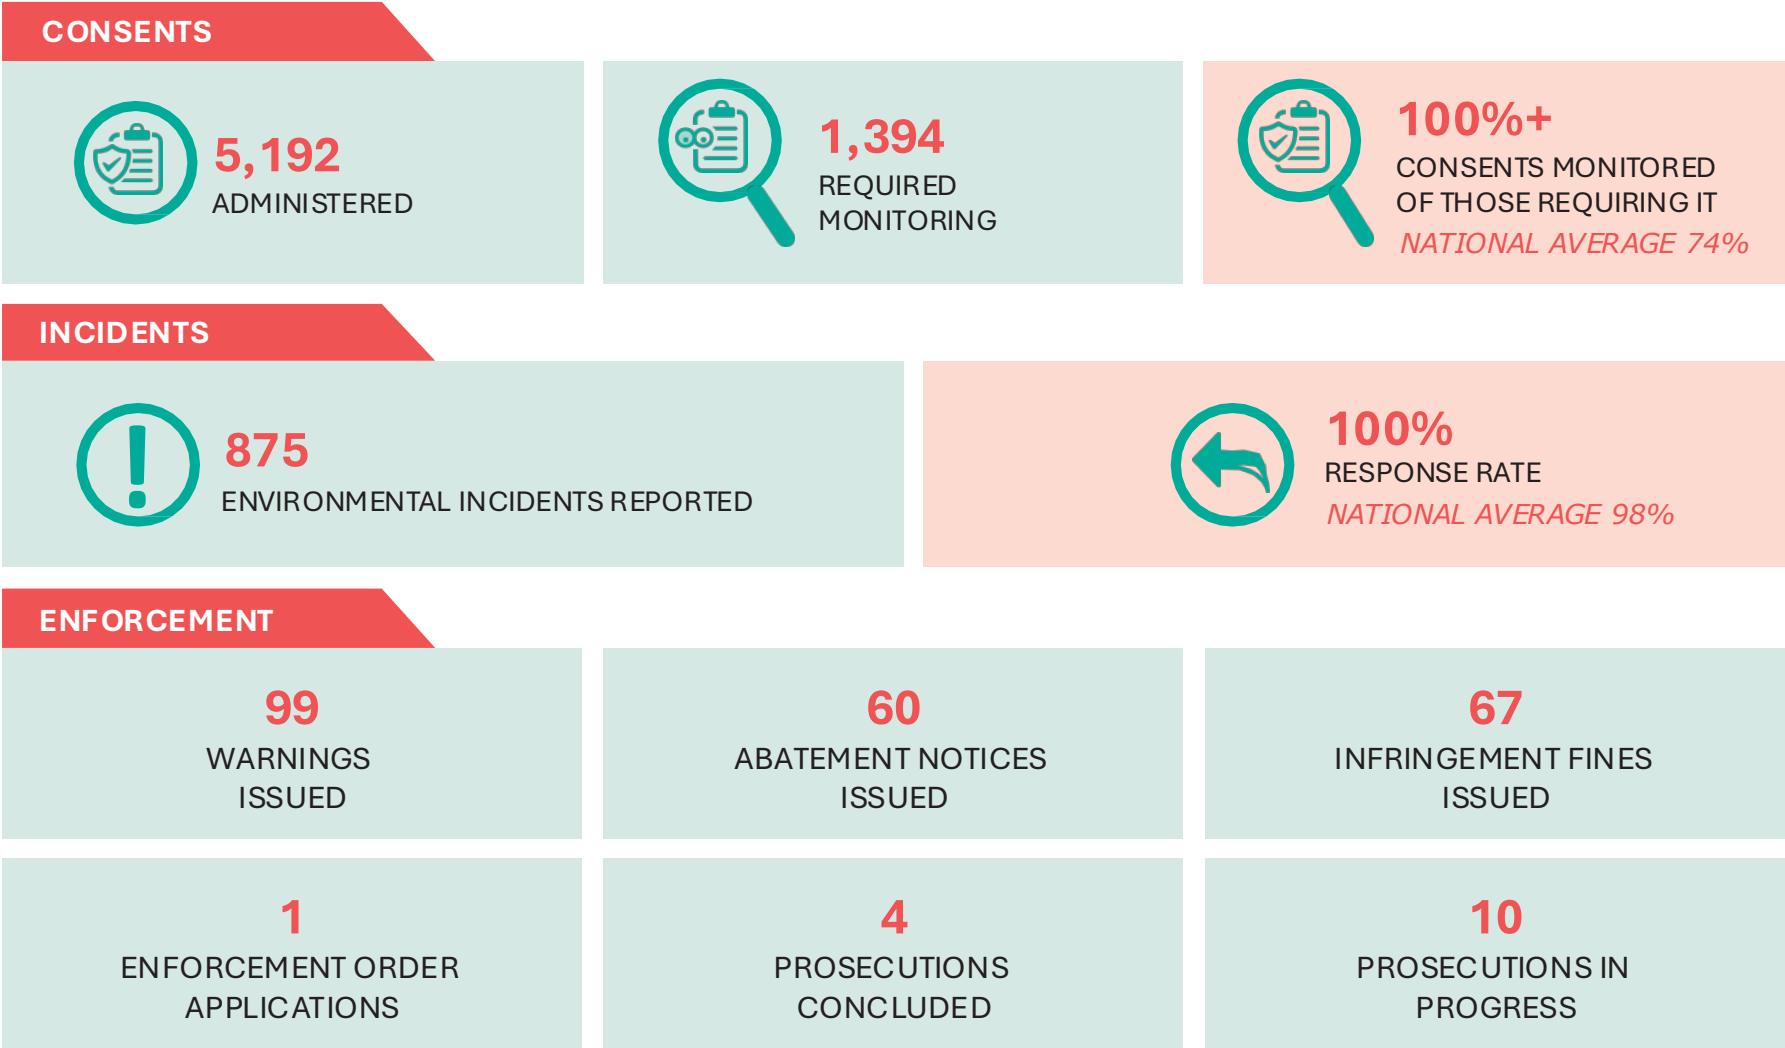 CONSENTS
5,192
ADMINISTERED
1,394
REQUIRED
MONITORING
100%+
CONSENTS MONITORED
OF THOSE REQUIRING IT
NATIONAL AVERAGE 74%
INCIDENTS
875
ENVIRONMENTAL INCIDENTS REPORTED
100%
RESPONSE RATE
NATIONAL AVERAGE 98%
ENFORCEMENT
99
WARNINGS
ISSUED
60
ABATEMENT NOTICES
ISSUED
67
INFRINGEMENT FINES
ISSUED
1
ENFORCEMENT ORDER
APPLICATIONS
4
PROSECUTIONS
CONCLUDED
10
PROSECUTIONS IN
PROGRESS